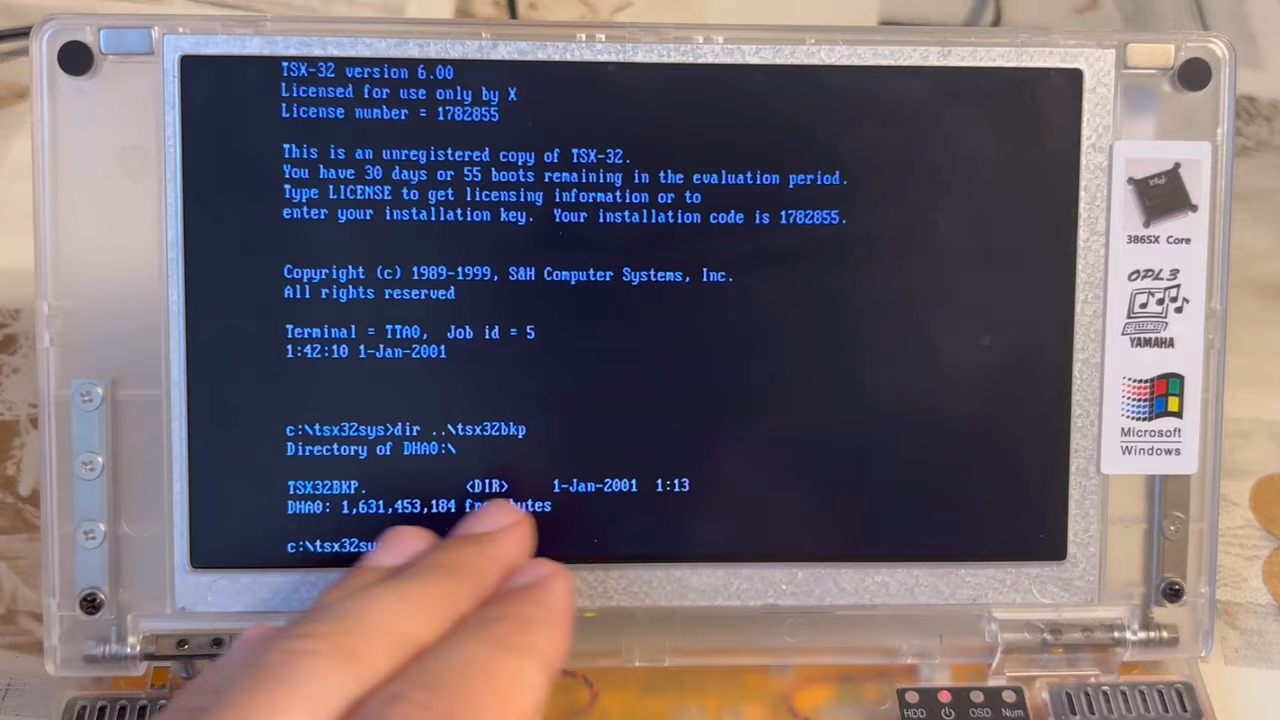 TSX-32 version 6.00
Licensed for use only by X
License number = 1782855
This is an unregistered copy of TSX-32.
You have 30 days or 55 boots remaining in the evaluation period.
Type LICENSE to get licensing information or to
enter your installation key.  Your installation code is 1782855.
Copyright (c) 1989-1999, S&H Computer Systems, Inc.
All rights reserved
Terminal = TTA0,  Job id = 5
1:42:10 1-Jan-2001
c:\tsx32sys>dir ..\tsx32bkp
Directory of DHA0:\
TSX32BKP.           <DIR>     1-Jan-2001  1:13
DHA0: 1,631,453,184
c:\tsx32sy
intel
386SX Core
OPL3
YAMAHA
Microsoft
Windows
HDD OSD Num